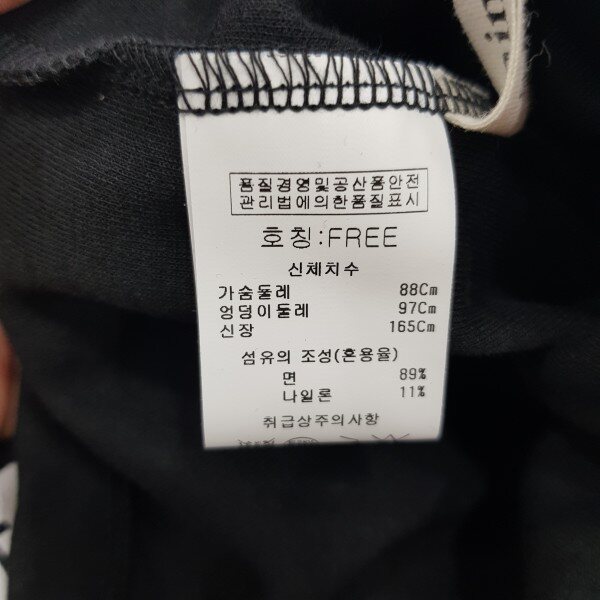 품질경영및공산품안전
관리법에의한품질표시
호칭:FREE
신체치수
가슴둘레 88Cm
엉덩이둘레 97Cm
신장 165Cm
섬유의 조성(혼용율)
면 89%
나일론 11%
취급상주의사항